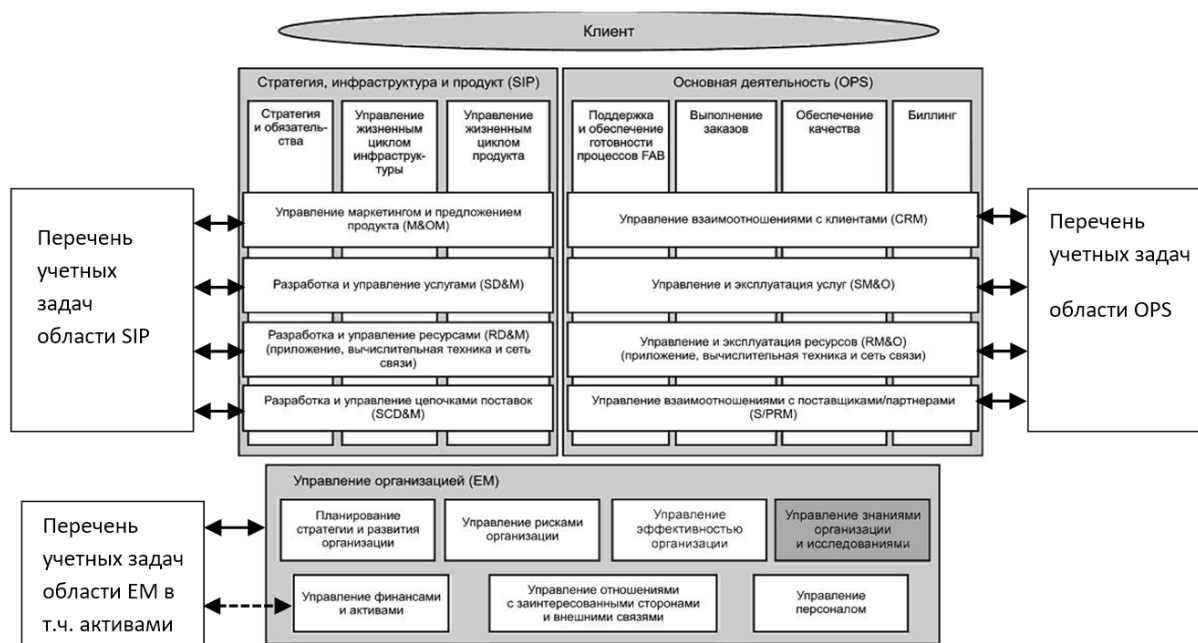 Клиент
Стратегия, инфраструктура и продукт (SIP)
Стратегия
и обязатель-
ства
Управление
жизненным
циклом
инфраструк-
туры
Управление
жизненным
циклом
продукта
Основная деятельность (OPS)
Поддержка
и обеспечение
готовности
процессов FAB
Выполнение
заказов
Обеспечение
качества
Биллинг
Перечень
учетных
задач
области SIP
Управление маркетингом и предложением
продукта (M&OM)
Разработка и управление услугами (SD&M)
Разработка и управление ресурсами (RD&M)
(приложение, вычислительная техника и сеть
связи)
Разработка и управление цепочками поставок
(SCD&M)
Управление взаимоотношениями с клиентами (CRM)
Управление и эксплуатация услуг (SM&O)
Управление и эксплуатация ресурсов (RM&O)
(приложение, вычислительная техника и сеть связи)
Управление взаимоотношениями с поставщиками/партнерами
(S/PRM)
Перечень
учетных задач
области OPS
Управление организацией (EM)
Перечень
учетных задач
области EM в
т.ч. активами
Планирование
стратегии и развития
организации
Управление рисками
организации
Управление
эффективностью
организации
Управление знаниями
организации
и исследованиями
Управление финансами
и активами
Управление отношениями
с заинтересованными сторонами
и внешними связями
Управление
персоналом